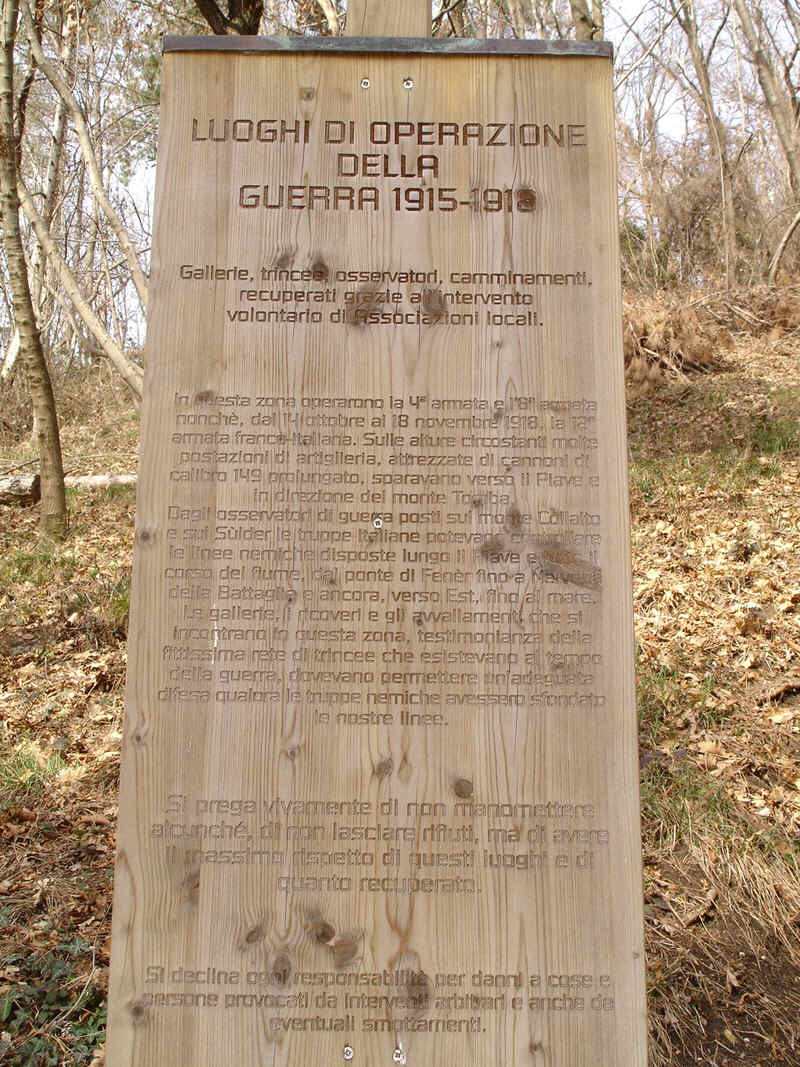 LUOGHI DI OPERAZIONE
DELLA
GUERRA 1915-1918
Gallerie, trincee, osservatori, camminamenti,
recuperati grazie all'intervento
volontario di Associazioni locali.
In questa zona operarono la 4ª armata e l'8ª armata
nonchè, dal 14 ottobre al 18 novembre 1918, la 12ª
armata franco-italiana. Sulle alture circostanti molte
postazioni di artiglieria, attrezzate di cannoni di
calibro 149 prolungato, sparavano verso il Piave e
in direzione del monte Tomba.
Dagli osservatori di guerra posti sul monte Collalto
e sul Sùlder le truppe italiane potevano controllare
le linee nemiche disposte lungo il Piave e tutto il
corso del fiume, dal ponte di Fenèr fino a Nervesa
della Battaglia e ancora, verso Est, fino al mare.
Le gallerie, i ricoveri e gli avvallamenti, che si
incontrano in questa zona, testimonianza della
fittissima rete di trincee che esistevano al tempo
della guerra, dovevano permettere un'adeguata
difesa qualora le truppe nemiche avessero sfondato
le nostre linee.
Si prega vivamente di non manomettere
alcunché, di non lasciare rifiuti, ma di avere
il massimo rispetto di questi luoghi e di
quanto recuperato.
Si declina ogni responsabilità per danni a cose e
persone provocati da interventi arbitrari e anche da
eventuali smottamenti.